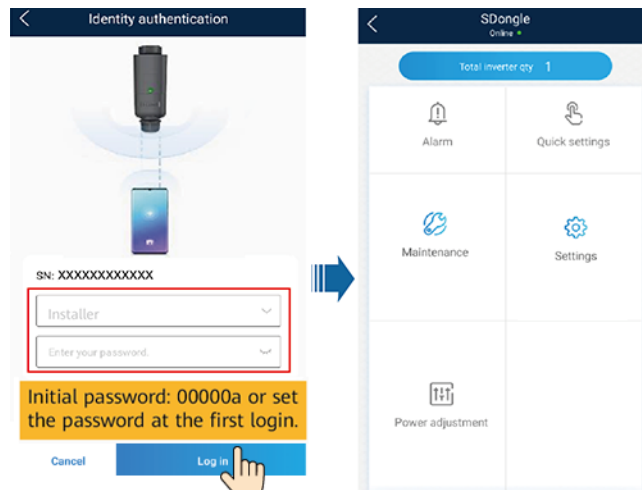 Identity authentication
SN: XXXXXXXXXXXX
Installer
Enter your password.
Initial password: 00000a or set
the password at the first login.
Cancel
Log in
SDongle
Online
Total inverter qty 1
Alarm
Quick settings
Maintenance
Settings
Power adjustment